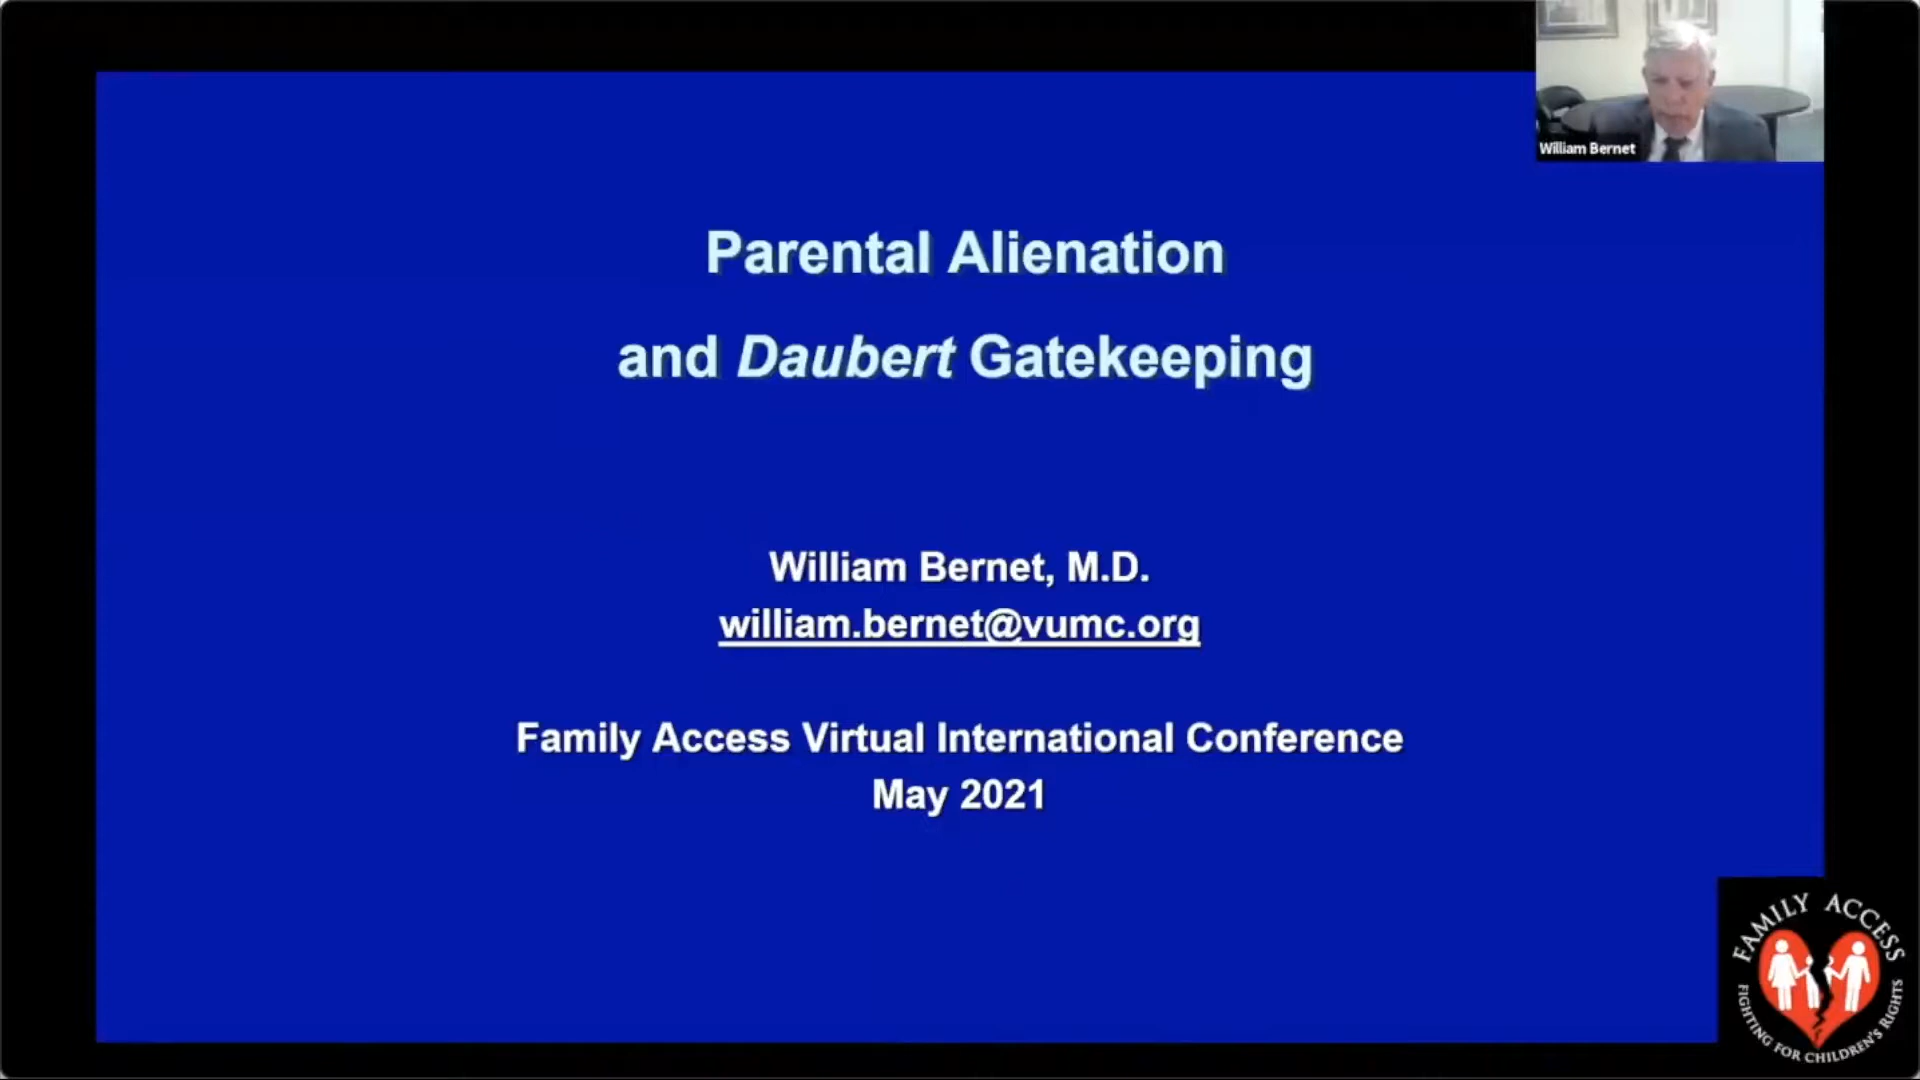 William Bernet
Parental Alienation
and Daubert Gatekeeping
William Bernet, M.D.
william.bernet@vumc.org
Family Access Virtual International Conference
May 2021
FAMILY ACCESS
FIGHTING FOR CHILDREN'S RIGHTS